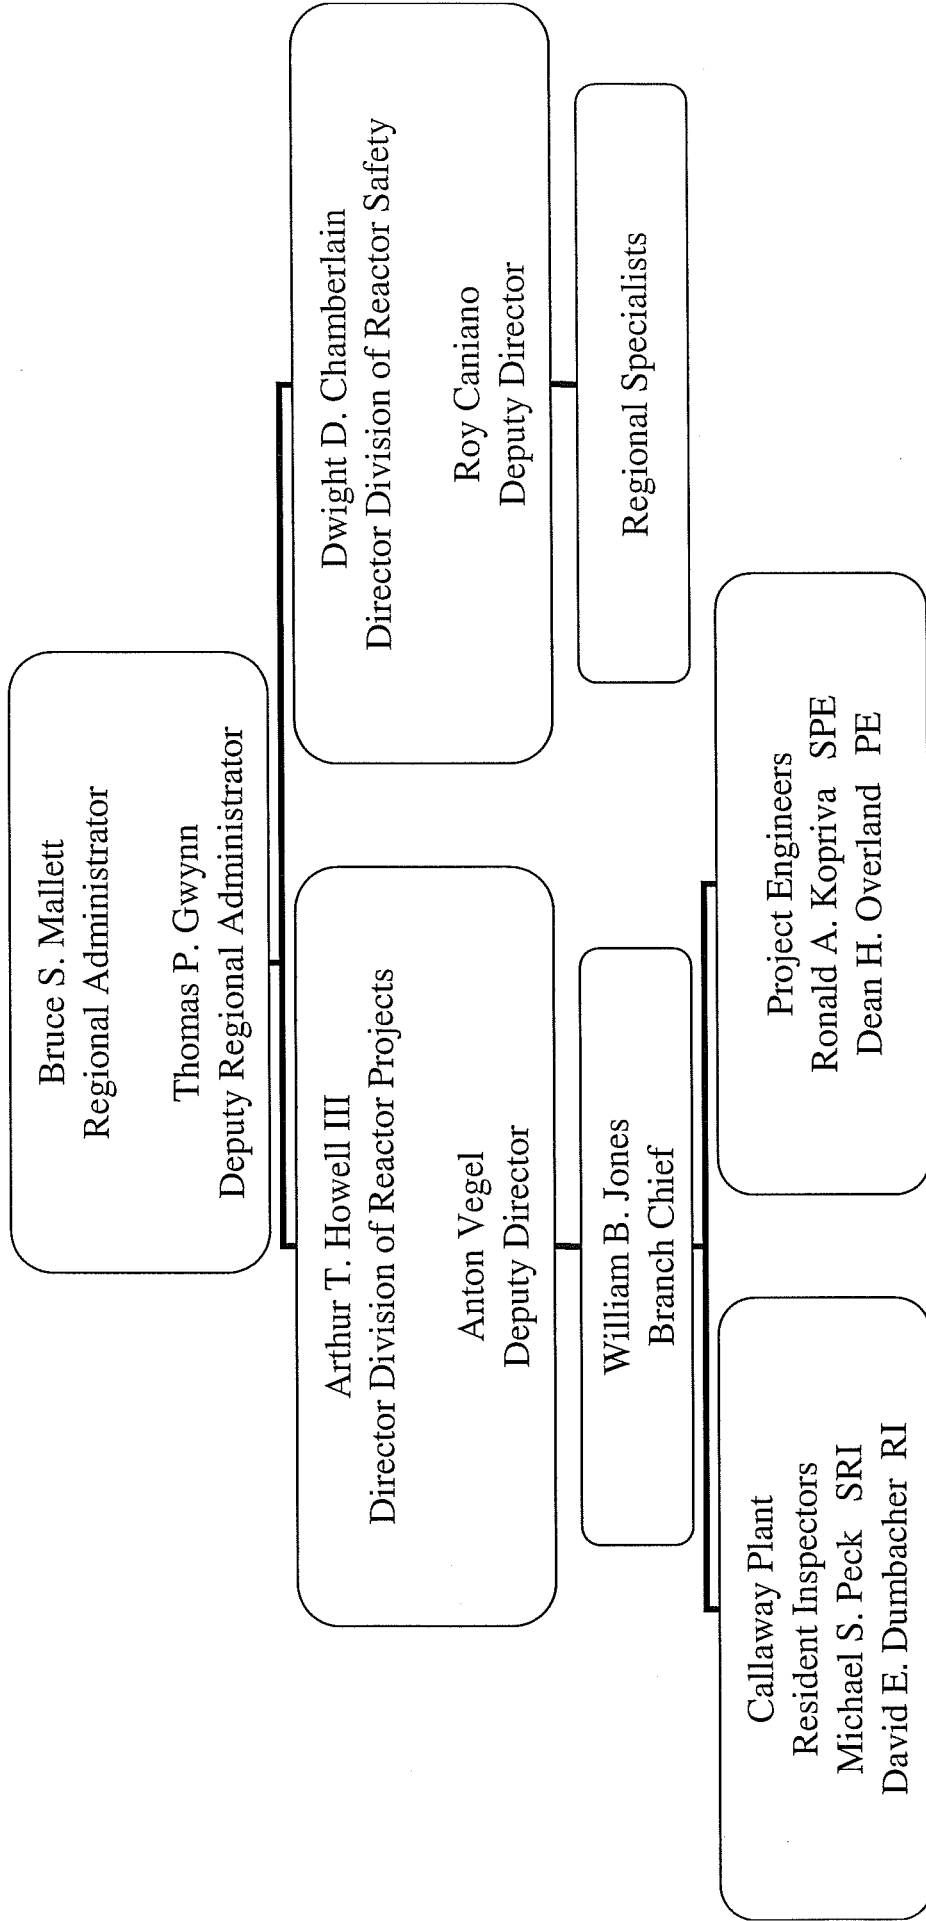 Bruce S. Mallett
Regional Administrator
Thomas P. Gwynn
Deputy Regional Administrator
Arthur T. Howell III
Director Division of Reactor Projects
Anton Vegel
Deputy Director
Dwight D. Chamberlain
Director Division of Reactor Safety
Roy Caniano
Deputy Director
William B. Jones
Branch Chief
Regional Specialists
Callaway Plant
Resident Inspectors
Michael S. Peck SRI
David E. Dumbacher RI
Project Engineers
Ronald A. Kopriva SPE
Dean H. Overland PE